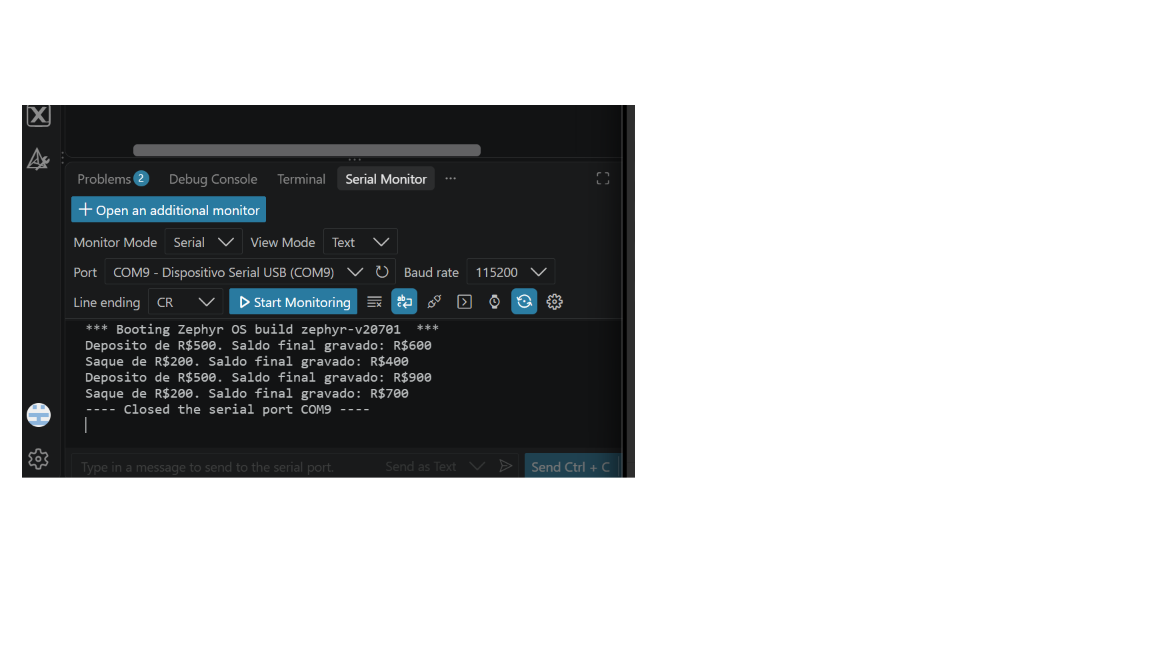 Problems 2 Debug Console Terminal Serial Monitor ...
+ Open an additional monitor
Monitor Mode Serial View Mode Text
Port COM9 - Dispositivo Serial USB (COM9) Baud rate 115200
Line ending CR Start Monitoring
*** Booting Zephyr OS build zephyr-v20701  ***
Deposito de R$500. Saldo final gravado: R$600
Saque de R$200. Saldo final gravado: R$400
Deposito de R$500. Saldo final gravado: R$900
Saque de R$200. Saldo final gravado: R$700
---- Closed the serial port COM9 ----
Type in a message to send to the serial port. Send as Text Send Ctrl + C